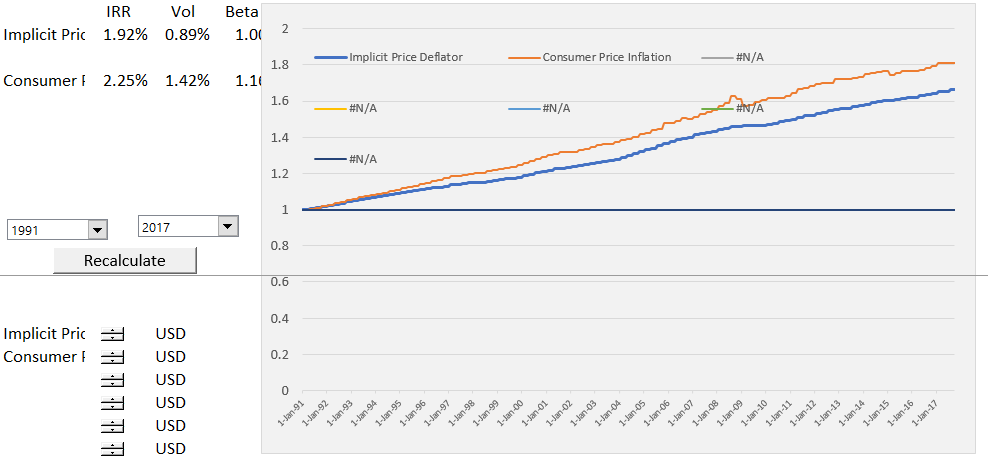 IRR Vol Beta
Implicit Pric 1.92% 0.89% 1.00
Consumer P 2.25% 1.42% 1.16
1991
2017
Recalculate
Implicit Pric USD
Consumer P USD
USD
USD
USD
USD
2
1.8
1.6
1.4
1.2
1
0.8
0.6
0.4
0.2
0
Implicit Price Deflator Consumer Price Inflation #N/A
#N/A #N/A #N/A
#N/A
1-Jan-91
1-Jan-92
1-Jan-93
1-Jan-94
1-Jan-95
1-Jan-96
1-Jan-97
1-Jan-98
1-Jan-99
1-Jan-00
1-Jan-01
1-Jan-02
1-Jan-03
1-Jan-04
1-Jan-05
1-Jan-06
1-Jan-07
1-Jan-08
1-Jan-09
1-Jan-10
1-Jan-11
1-Jan-12
1-Jan-13
1-Jan-14
1-Jan-15
1-Jan-16
1-Jan-17